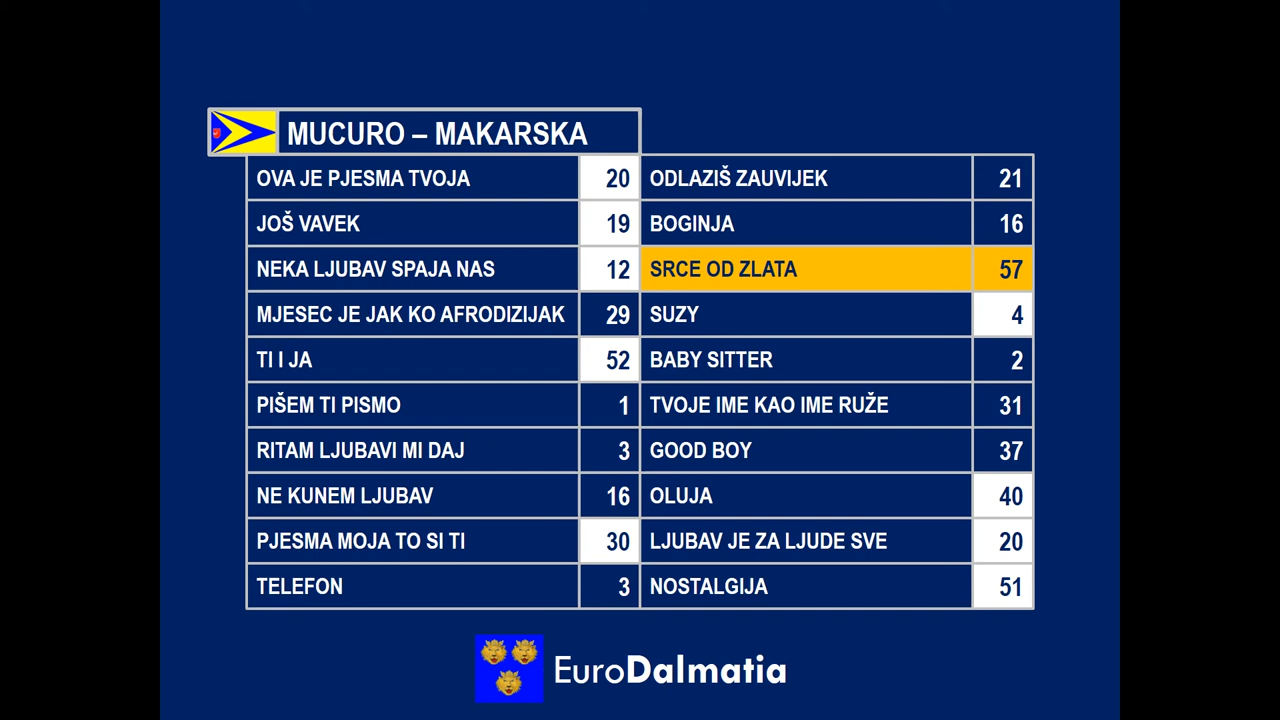 MUCURO – MAKARSKA
OVA JE PJESMA TVOJA 20 ODLAZIŠ ZAUVIJEK 21
JOŠ VAVEK 19 BOGINJA 16
NEKA LJUBAV SPAJA NAS 12 SRCE OD ZLATA 57
MJESEC JE JAK KO AFRODIZIJAK 29 SUZY 4
TI I JA 52 BABY SITTER 2
PIŠEM TI PISMO 1 TVOJE IME KAO IME RUŽE 31
RITAM LJUBAVI MI DAJ 3 GOOD BOY 37
NE KUNEM LJUBAV 16 OLUJA 40
PJESMA MOJA TO SI TI 30 LJUBAV JE ZA LJUDE SVE 20
TELEFON 3 NOSTALGIJA 51
EuroDalmatia